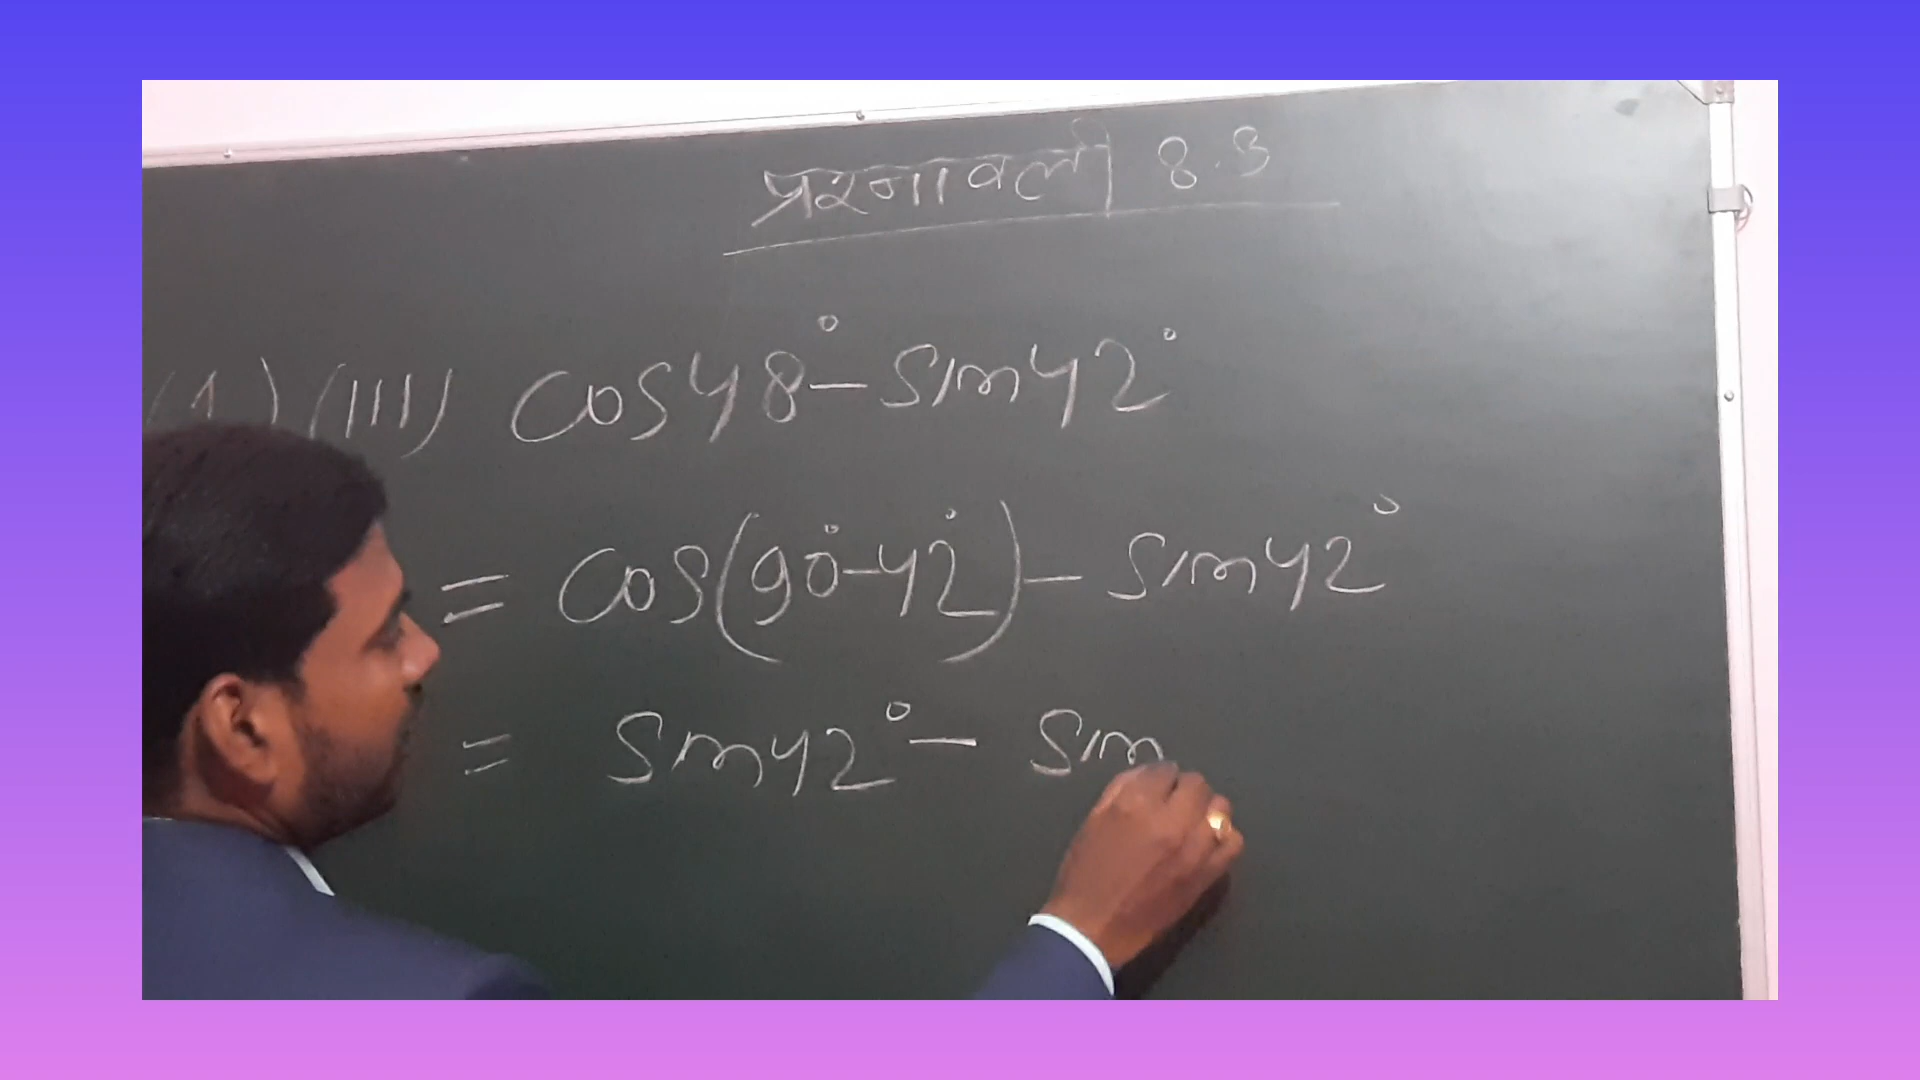 प्रश्नावली 8.3
(1) (III) cos48°-sin42°
= cos(90°-42°)- sin42°
= sin42°- sin